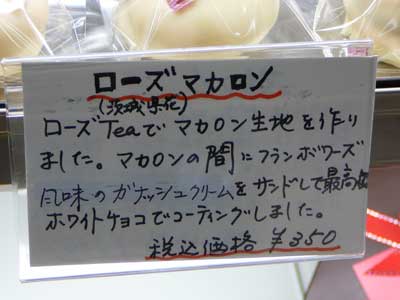 ローズマカロン
(茨城県花)
ローズTeaでマカロン生地を作り
ました。マカロンの間にフランボワーズ
風味のガナッシュクリームをサンドして最高級
ホワイトチョコでコーティングしました。
税込価格 ¥350